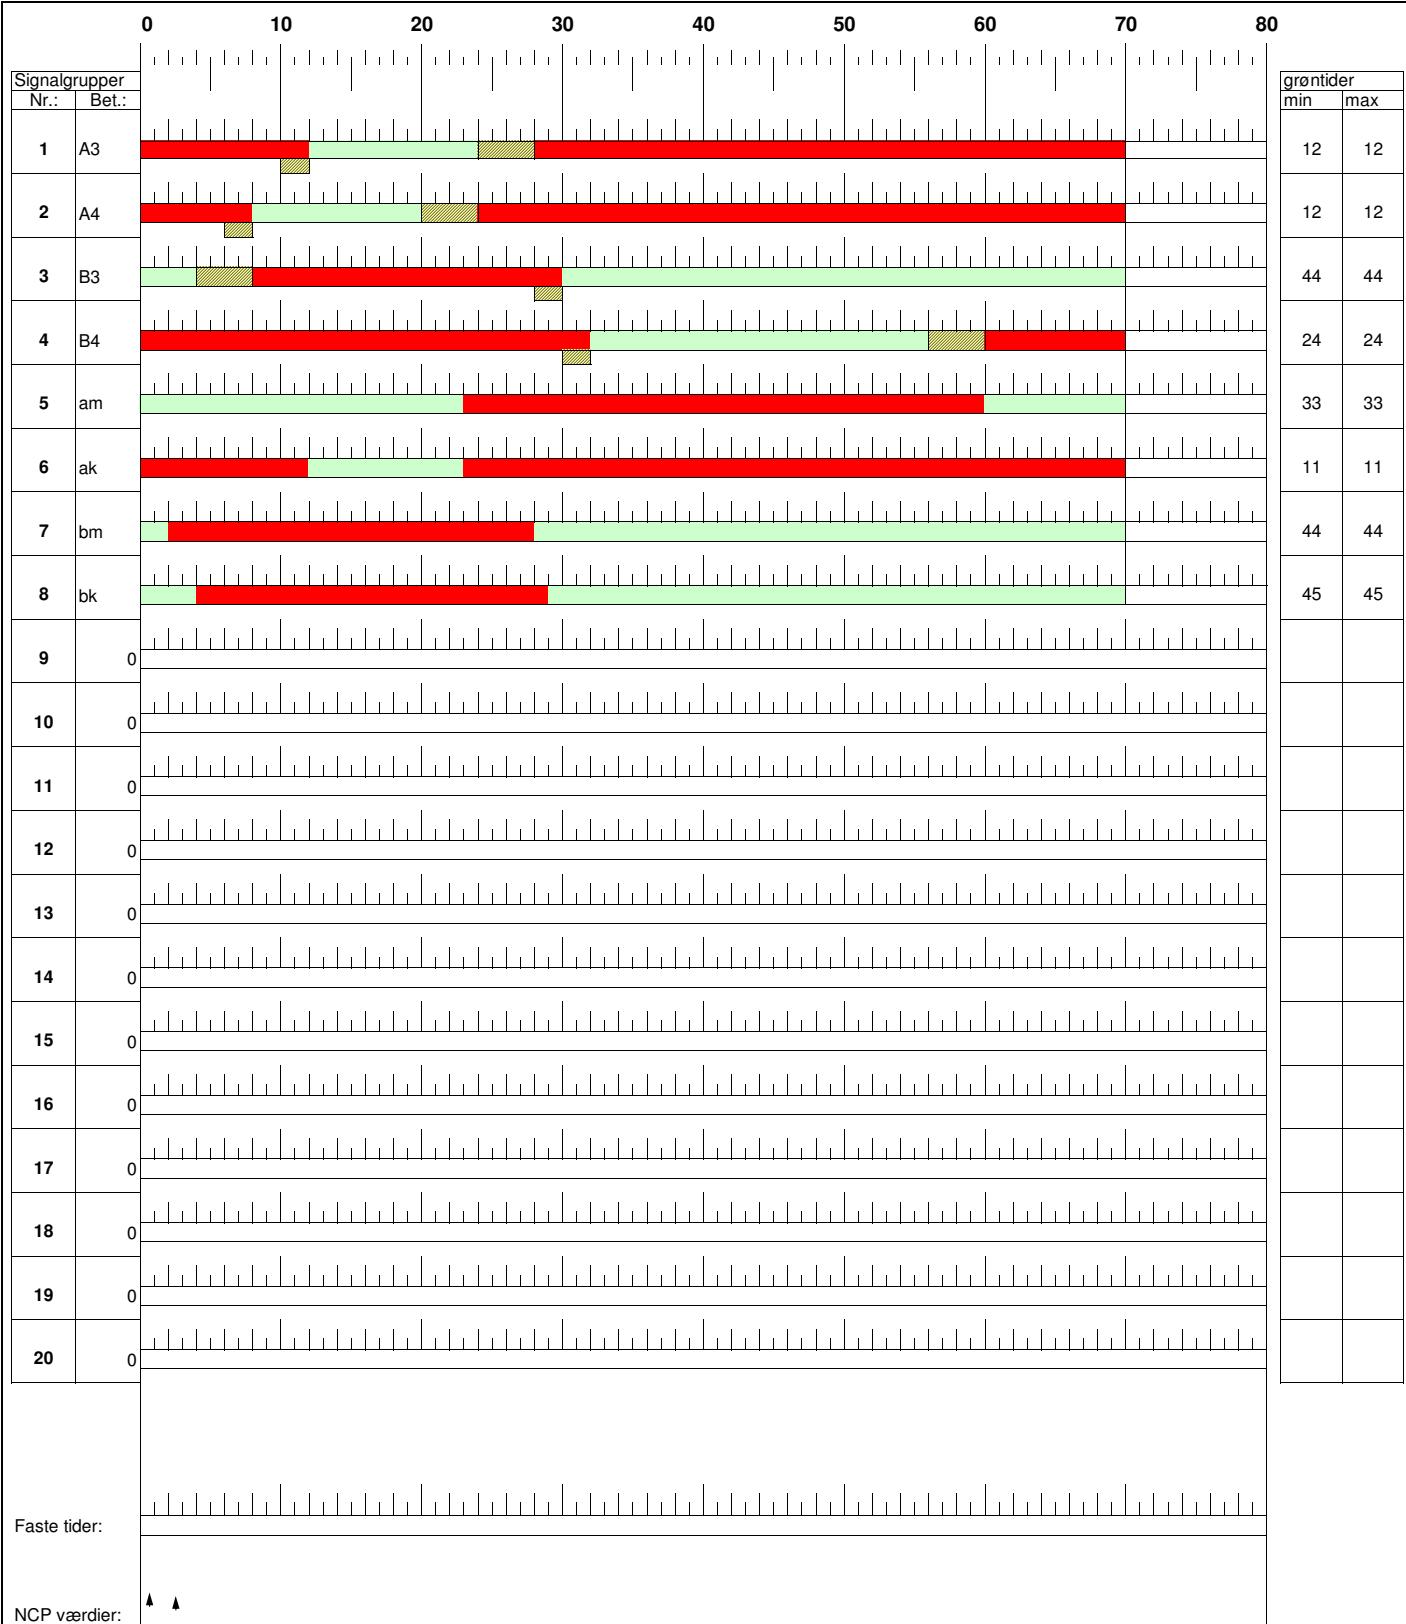 0 10 20 30 40 50 60 70 80
Signalgrupper grøntider
Nr.: Bet.: min max
1 A3 12 12
2 A4 12 12
3 B3 44 44
4 B4 24 24
5 am 33 33
6 ak 11 11
7 bm 44 44
8 bk 45 45
9 0
10 0
11 0
12 0
13 0
14 0
15 0
16 0
17 0
18 0
19 0
20 0
Faste tider:
NCP værdier: